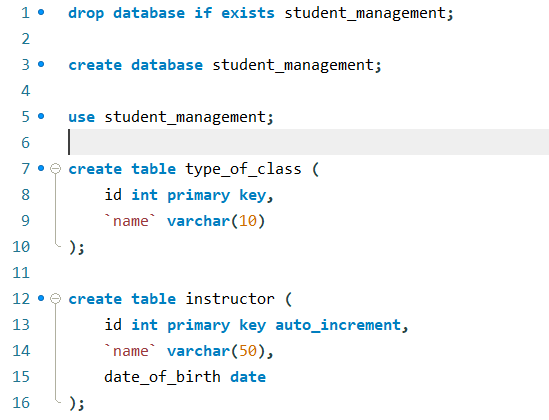 1 drop database if exists student_management;
2
3 create database student_management;
4
5 use student_management;
6
7 create table type_of_class (
8 id int primary key,
9 `name` varchar(10)
10 );
11
12 create table instructor (
13 id int primary key auto_increment,
14 `name` varchar(50),
15 date_of_birth date
16 );